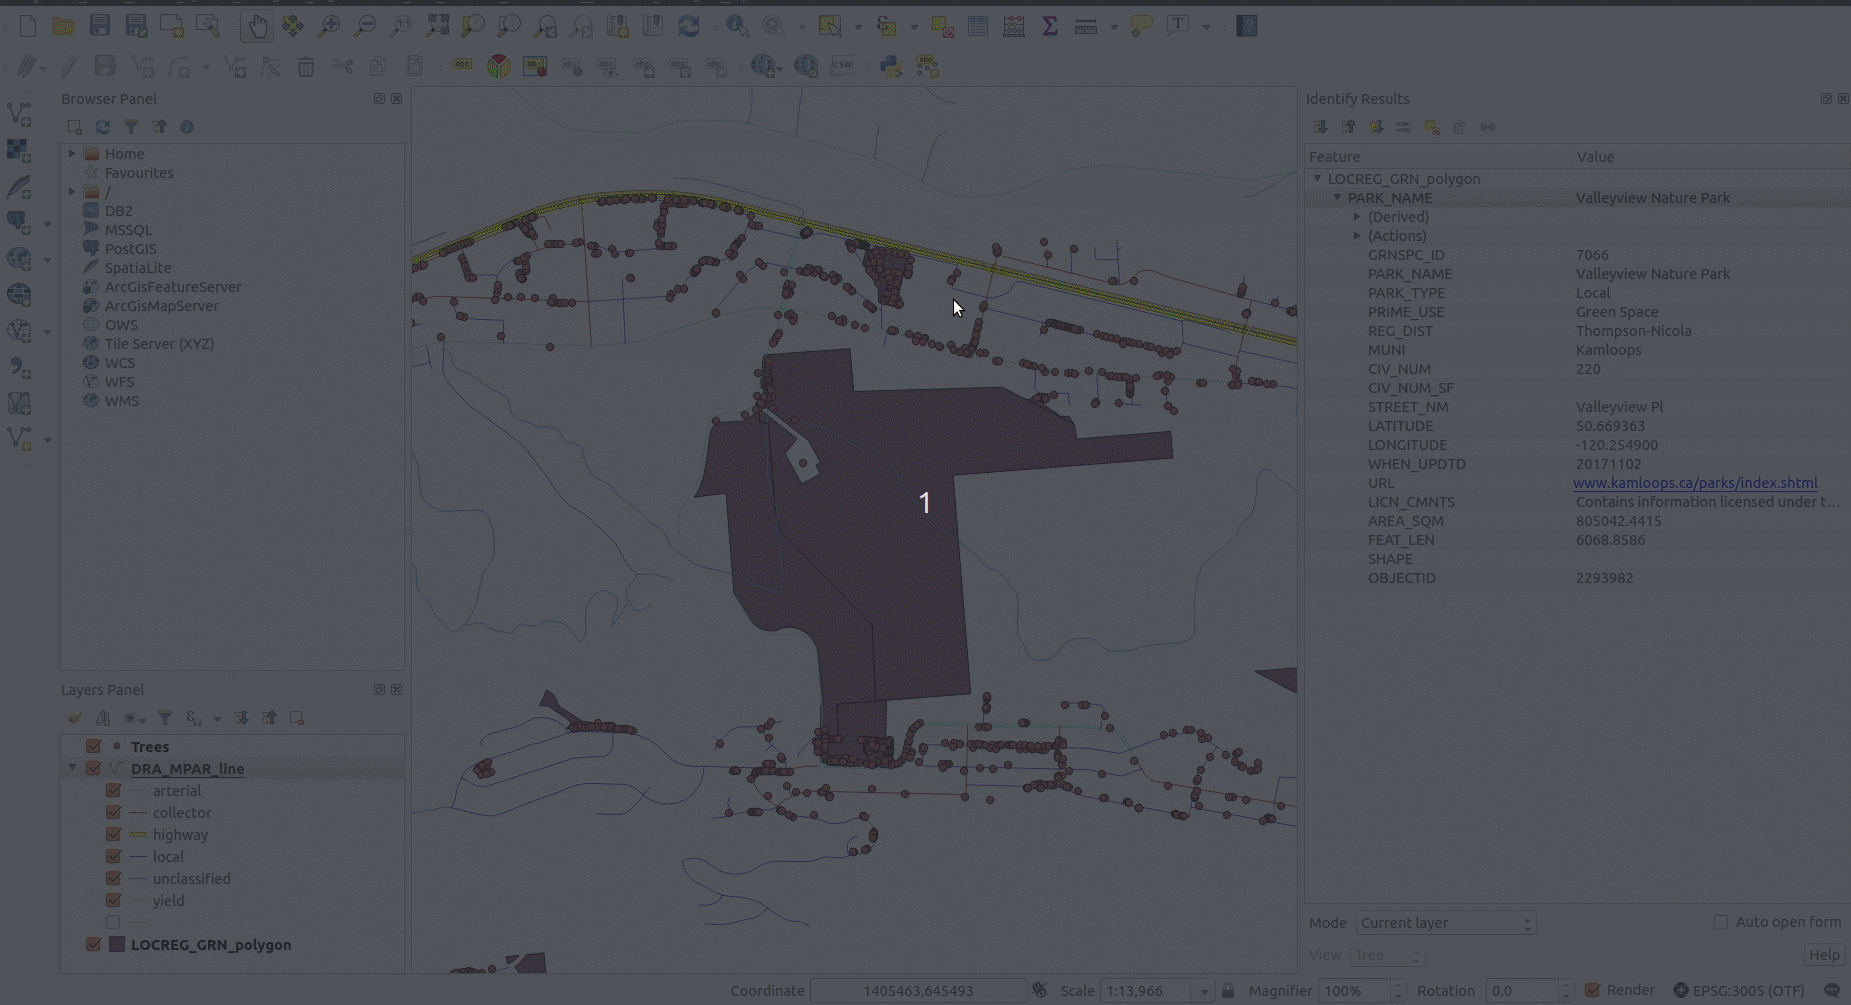 Browser Panel
Home
Favourites
/
DB2
MSSQL
PostGIS
SpatiaLite
ArcGisFeatureServer
ArcGisMapServer
OWS
Tile Server (XYZ)
WCS
WFS
WMS
Layers Panel
Trees
DRA_MPAR_line
arterial
collector
highway
local
unclassified
yield
LOCREG_GRN_polygon
1
Identify Results
Feature Value
LOCREG_GRN_polygon
PARK_NAME Valleyview Nature Park
(Derived)
(Actions)
GRNSPC_ID 7066
PARK_NAME Valleyview Nature Park
PARK_TYPE Local
PRIME_USE Green Space
REG_DIST Thompson-Nicola
MUNI Kamloops
CIV_NUM 220
CIV_NUM_SF
STREET_NM Valleyview Pl
LATITUDE 50.669363
LONGITUDE -120.254900
WHEN_UPDTD 20171102
URL www.kamloops.ca/parks/index.shtml
LICN_CMNTS Contains information licensed under t...
AREA_SQM 805042.4415
FEAT_LEN 6068.8586
SHAPE
OBJECTID 2293982
Mode Current layer Auto open form
View Tree Help
Coordinate 1405463,645493 Scale 1:13,966 Magnifier 100% Rotation 0.0 Render EPSG:3005 (OTF)